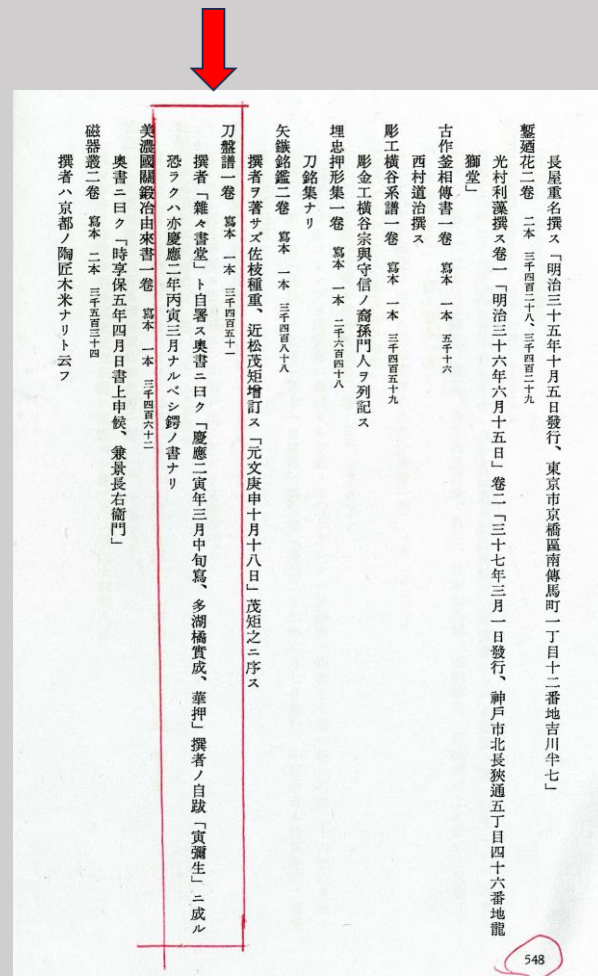 長屋重名撰ス「明治三十五年十月五日發行、東京市京橋區南傳馬町一丁目十二番地吉川半七」
鏨廼花二卷　二本　三千四百二十八、三千四百二十九
光村利藻撰ス卷一「明治三十六年六月十五日」卷二「三十七年三月一日發行、神戸市北長狹通五丁目四十六番地龍
獅堂」
古作釜相傳書一卷　寫本　一本　五千十六
西村道治撰ス
彫工横谷系譜一卷　寫本　一本　三千四百五十九
彫金工横谷宗與守信ノ裔孫門人ヲ列記ス
埋忠押形集一卷　寫本　一本　二千六百四十八
刀銘集ナリ
矢鏃銘鑑二卷　寫本　一本　三千四百八十八
撰者ヲ著サズ佐枝種重、近松茂矩增訂ス「元文庚申十月十八日」茂矩之ニ序ス
刀盤譜一卷　寫本　一本　三千四百五十一
撰者「雜々書堂」ト自署ス奧書ニ曰ク「慶應二寅年三月中旬寫、多湖橘實成、華押」撰者ノ自跋「寅彌生」ニ成ル
恐ラクハ亦慶應二年丙寅三月ナルベシ鍔ノ書ナリ
美濃國關鍛冶由來書一卷　寫本　一本　三千四百六十二
奧書ニ曰ク「時享保五年四月日書上申候、兼景長右衞門」
磁器叢二卷　寫本　二本　三千五百三十四
撰者ハ京都ノ陶匠木米ナリト云フ
548